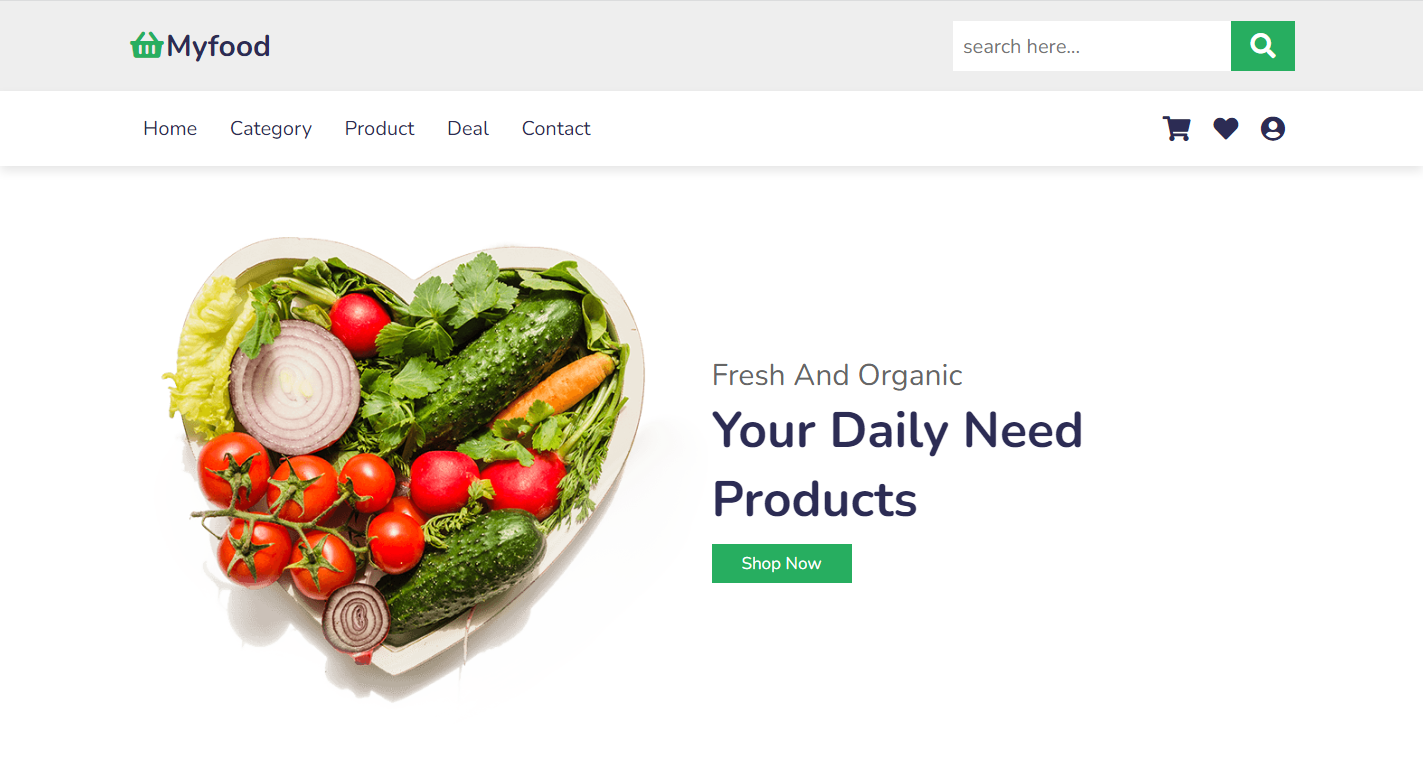 Myfood
search here...
Home Category Product Deal Contact
Fresh And Organic
Your Daily Need
Products
Shop Now